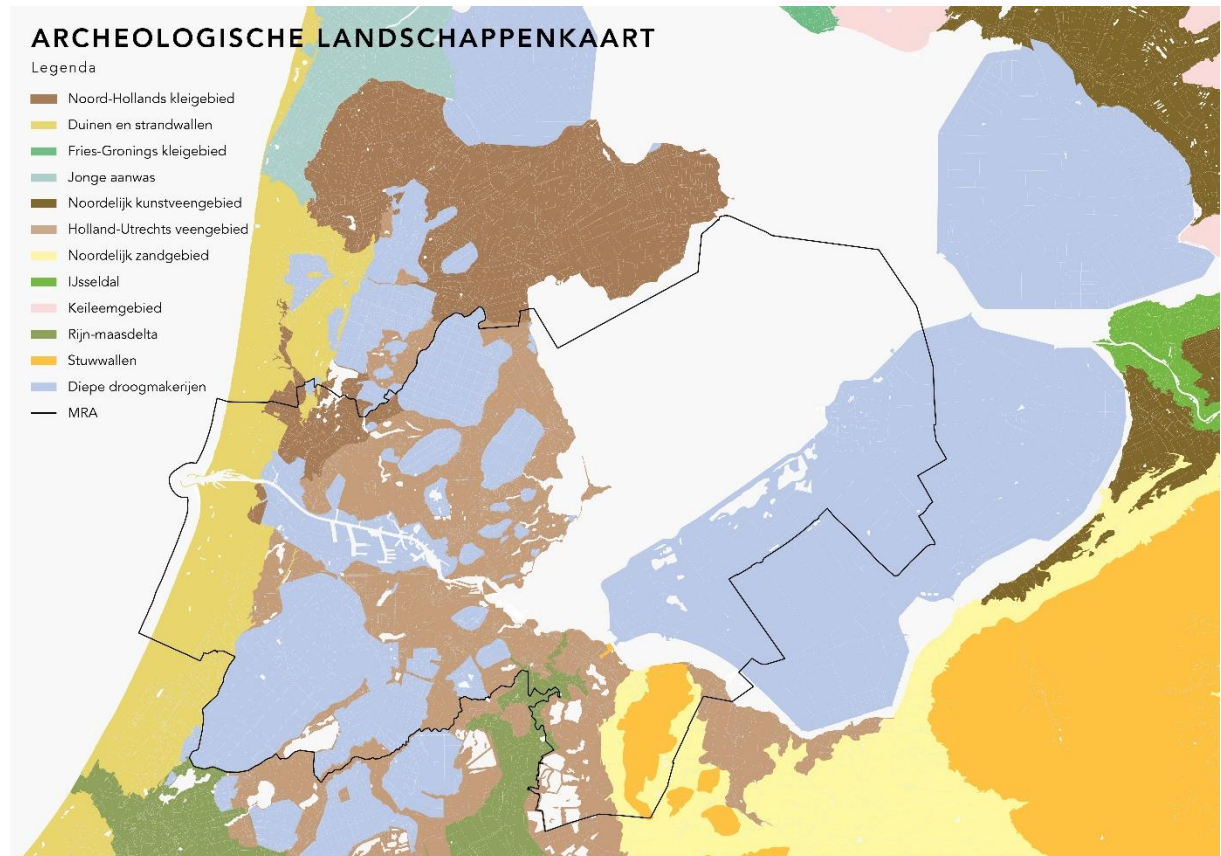 ARCHEOLOGISCHE LANDSCHAPPENKAART
Legenda
Noord-Hollands kleigebied
Duinen en strandwallen
Fries-Gronings kleigebied
Jonge aanwas
Noordelijk kunstveengebied
Holland-Utrechts veengebied
Noordelijk zandgebied
IJsseldal
Keileemgebied
Rijn-maasdelta
Stuwwallen
Diepe droogmakerijen
MRA